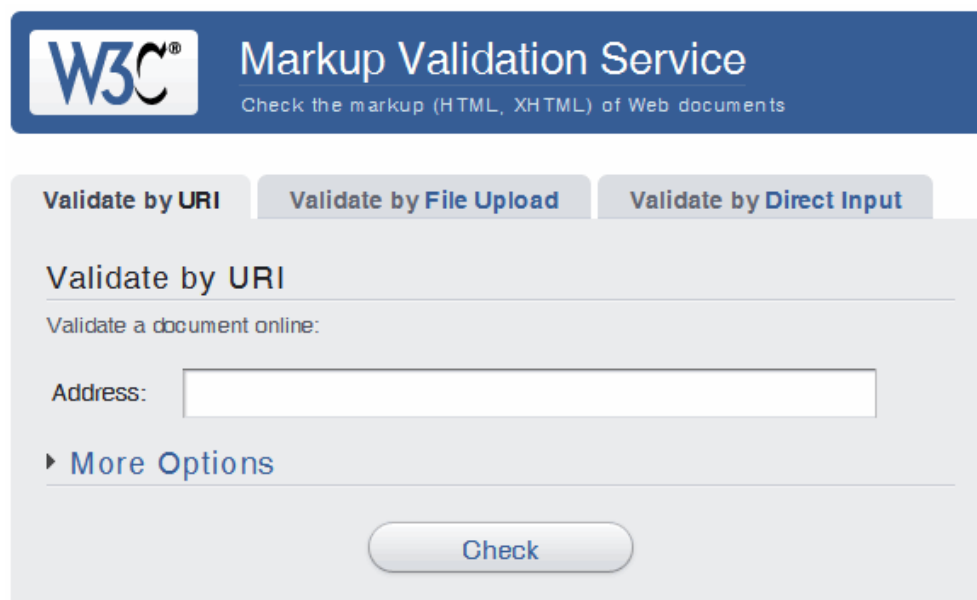 W3C®
Markup Validation Service
Check the markup (HTML, XHTML) of Web documents
Validate by URI Validate by File Upload Validate by Direct Input
Validate by URI
Validate a document online:
Address:
More Options
Check